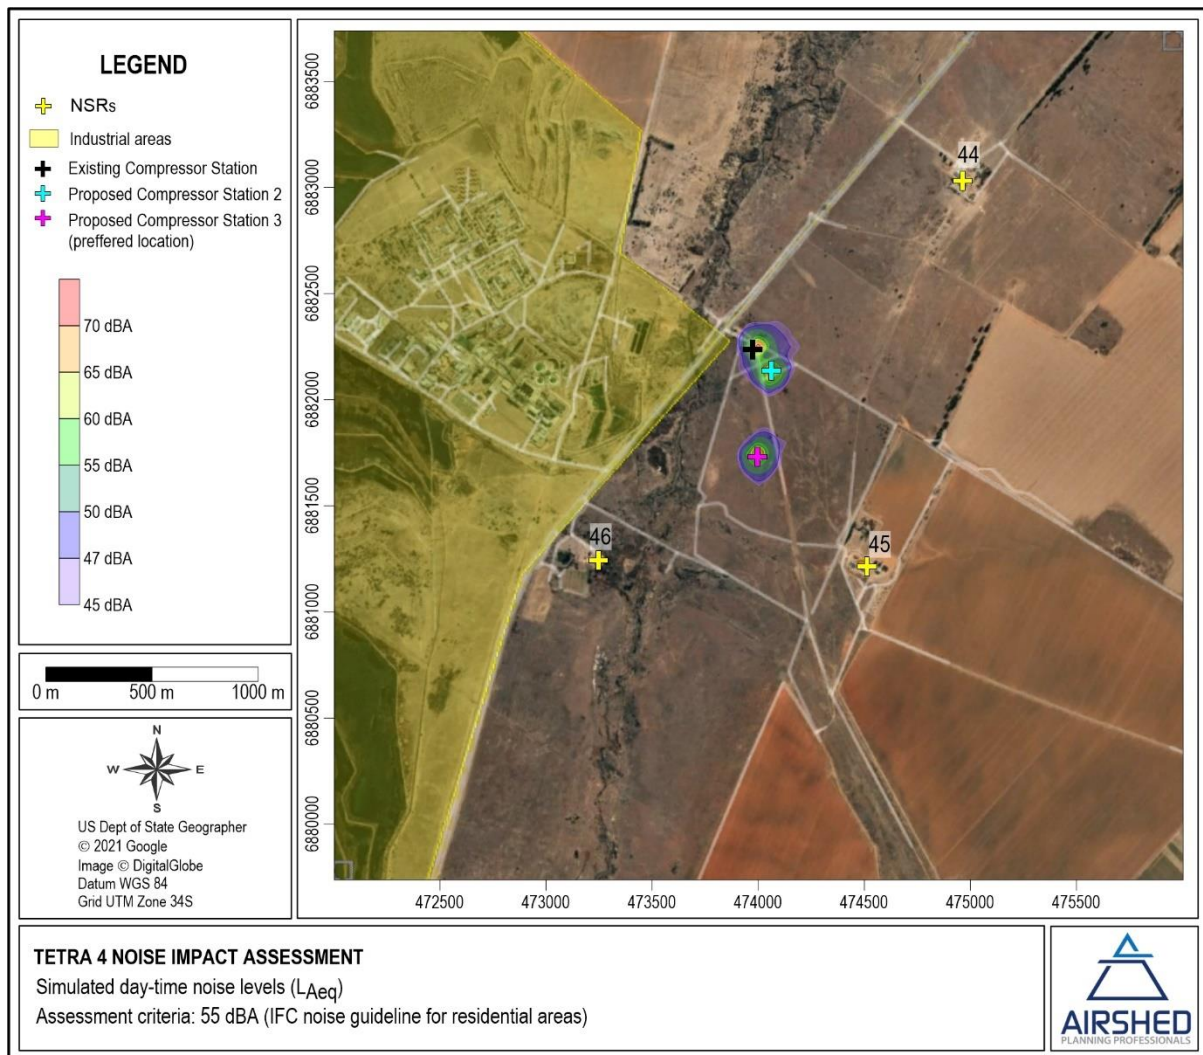 LEGEND
NSRs
Industrial areas
Existing Compressor Station
Proposed Compressor Station 2
Proposed Compressor Station 3
(preffered location)
70 dBA
65 dBA
60 dBA
55 dBA
50 dBA
47 dBA
45 dBA
0 m 500 m 1000 m
N
W E
S
US Dept of State Geographer
© 2021 Google
Image © DigitalGlobe
Datum WGS 84
Grid UTM Zone 34S
6883500
6883000
6882500
6882000
6881500
6881000
6880500
6880000
44
46
45
472500 473000 473500 474000 474500 475000 475500
TETRA 4 NOISE IMPACT ASSESSMENT
Simulated day-time noise levels (LAeq)
Assessment criteria: 55 dBA (IFC noise guideline for residential areas)
AIRSHED
PLANNING PROFESSIONALS